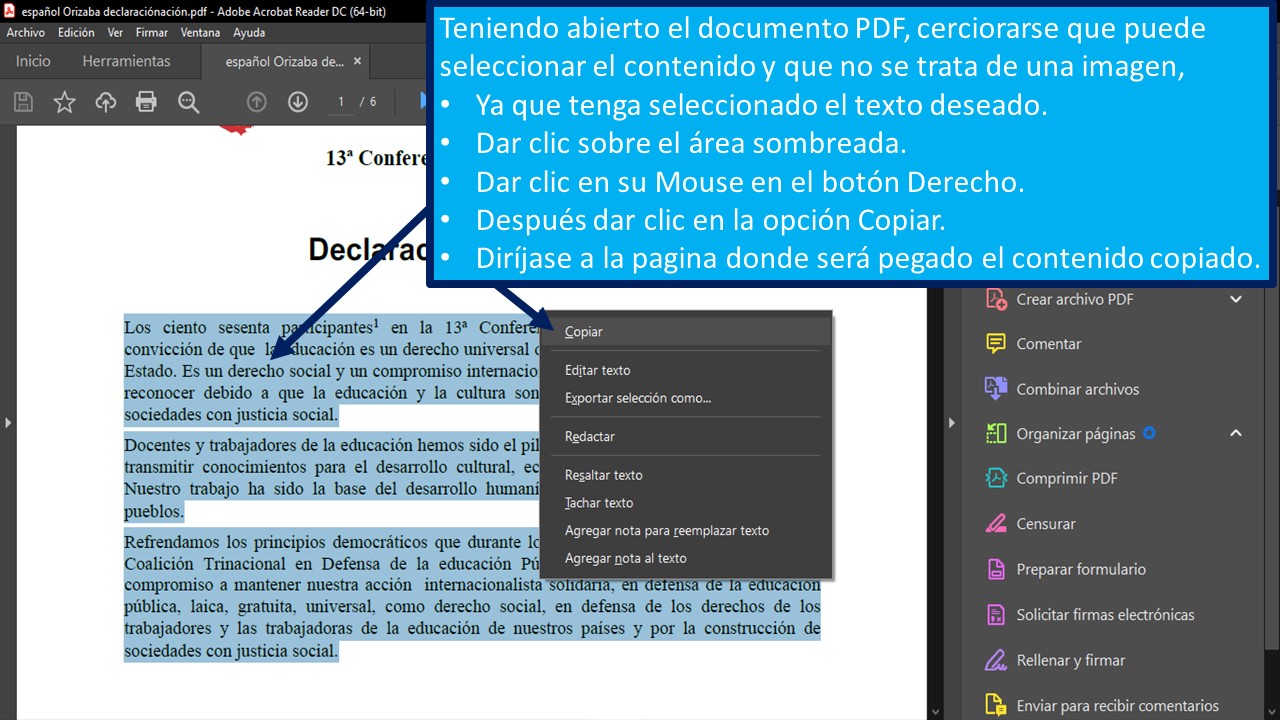 español Orizaba declaraciónación.pdf - Adobe Acrobat Reader DC (64-bit)
Archivo Edición Ver Firmar Ventana Ayuda
Inicio Herramientas español Orizaba de... ×
1 / 6
Teniendo abierto el documento PDF, cerciorarse que puede
seleccionar el contenido y que no se trata de una imagen,
• Ya que tenga seleccionado el texto deseado.
• Dar clic sobre el área sombreada.
• Dar clic en su Mouse en el botón Derecho.
• Después dar clic en la opción Copiar.
• Diríjase a la pagina donde será pegado el contenido copiado.
13ª Confere
Declarac
Los ciento sesenta participantes¹ en la 13ª Conferen
convicción de que la educación es un derecho universal
Estado. Es un derecho social y un compromiso internacio
reconocer debido a que la educación y la cultura son
sociedades con justicia social.
Docentes y trabajadores de la educación hemos sido el pil
transmitir conocimientos para el desarrollo cultural, ec
Nuestro trabajo ha sido la base del desarrollo humaní
pueblos.
Refrendamos los principios democráticos que durante lo
Coalición Trinacional en Defensa de la educación Pú
compromiso a mantener nuestra acción internacionalista solidaria, en defensa de la educación
pública, laica, gratuita, universal, como derecho social, en defensa de los derechos de los
trabajadores y las trabajadoras de la educación de nuestros países y por la construcción de
sociedades con justicia social.
Copiar
Editar texto
Exportar selección como...
Redactar
Resaltar texto
Tachar texto
Agregar nota para reemplazar texto
Agregar nota al texto
Crear archivo PDF
Comentar
Combinar archivos
Organizar páginas
Comprimir PDF
Censurar
Preparar formulario
Solicitar firmas electrónicas
Rellenar y firmar
Enviar para recibir comentarios